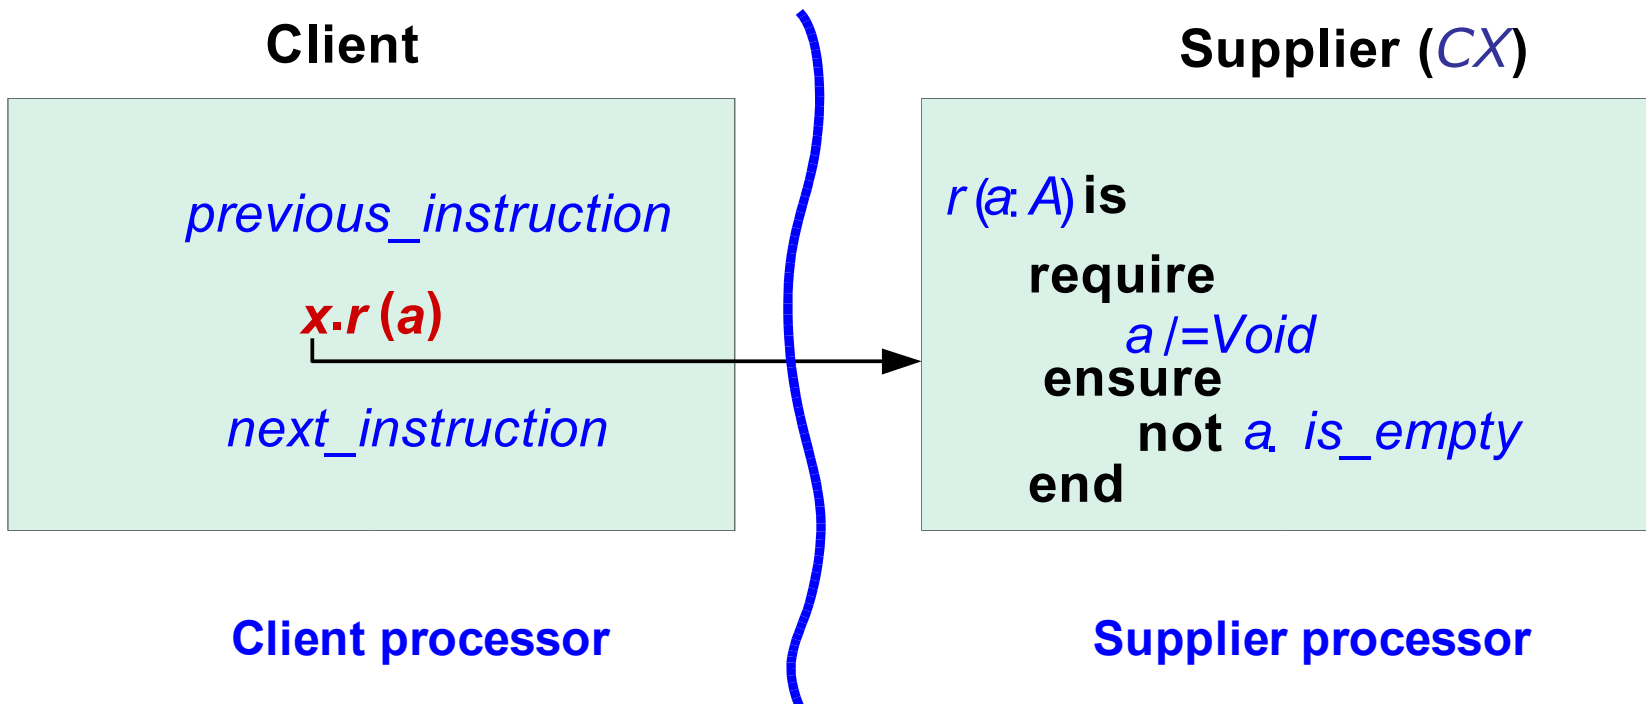 Client
previous_instruction
x.r (a)
next_instruction
Client processor
Supplier (CX)
r (a: A) is
require
a /=Void
ensure
not a. is_empty
end
Supplier processor